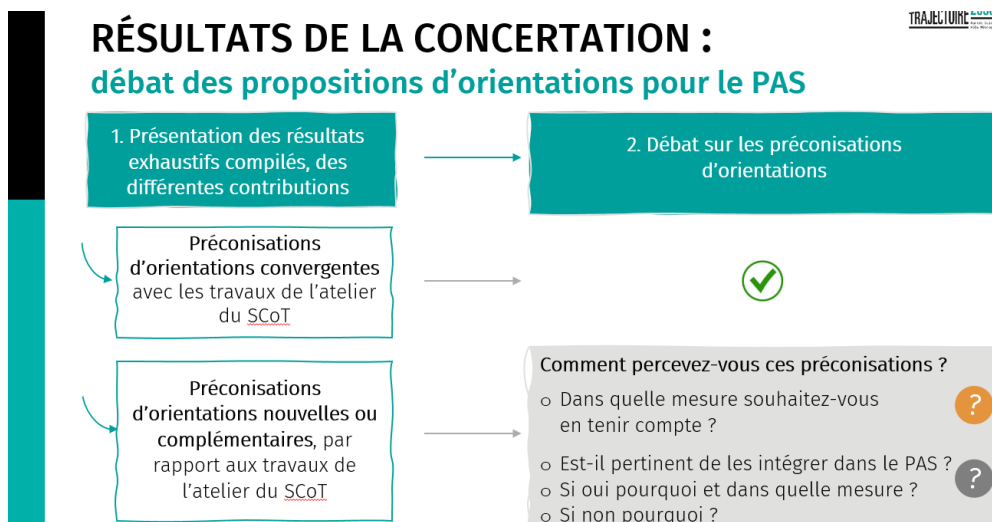 TRAJECTOIRE
RÉSULTATS DE LA CONCERTATION :
débat des propositions d'orientations pour le PAS
1. Présentation des résultats
exhaustifs compilés, des
différentes contributions
2. Débat sur les préconisations
d'orientations
Préconisations
d'orientations convergentes
avec les travaux de l'atelier
du SCoT
Préconisations
d'orientations nouvelles ou
complémentaires, par
rapport aux travaux de
l'atelier du SCoT
Comment percevez-vous ces préconisations ?
o Dans quelle mesure souhaitez-vous
en tenir compte ?
?
o Est-il pertinent de les intégrer dans le PAS ?
o Si oui pourquoi et dans quelle mesure ?
o Si non pourquoi ?
?